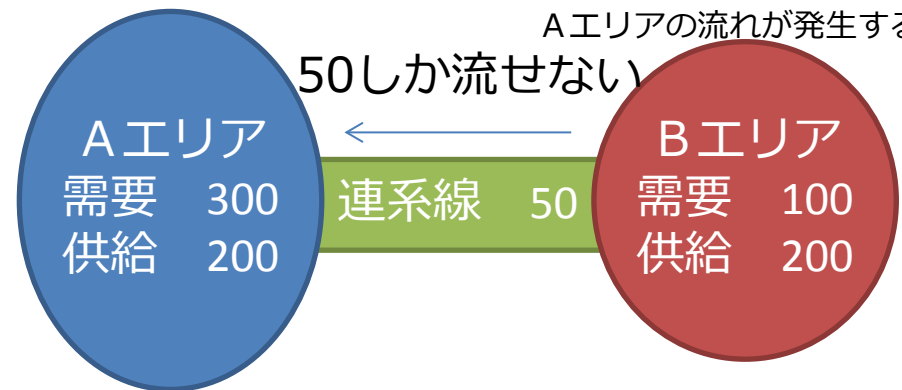 Aエリアの流れが発生する
50しか流せない
Aエリア
需要 300
供給 200
連系線 50
Bエリア
需要 100
供給 200